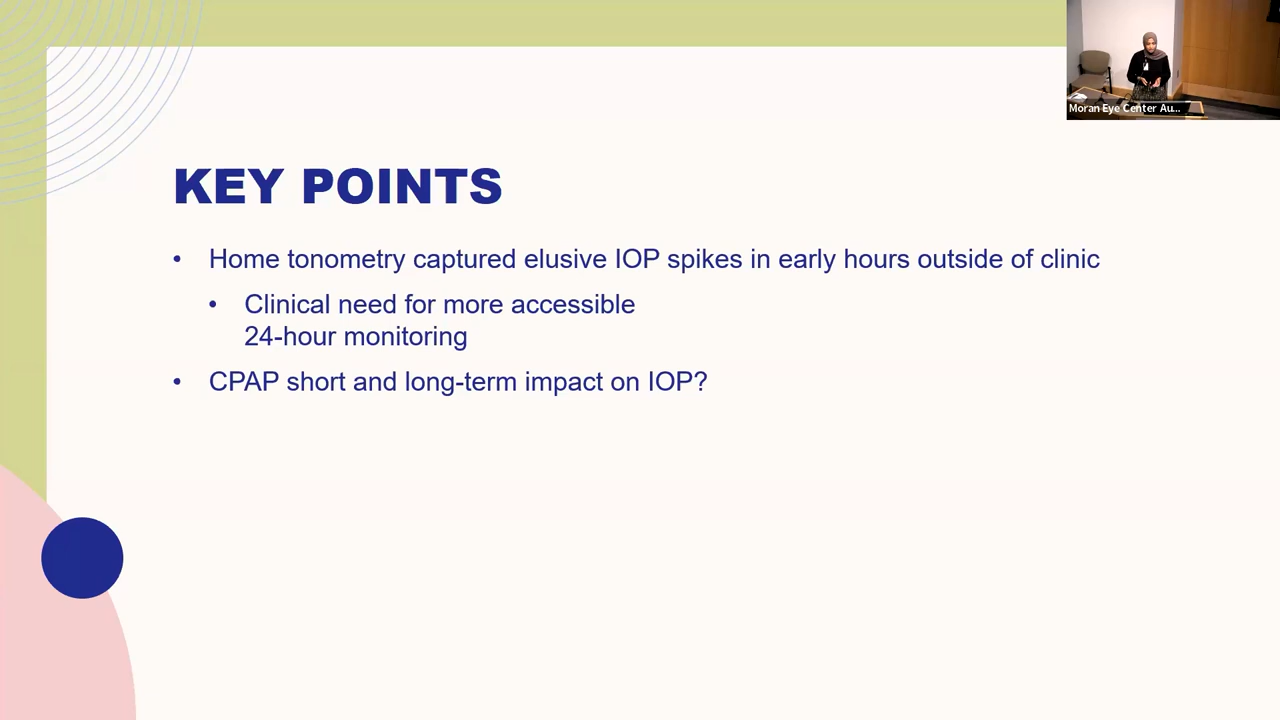 Moran Eye Center Au...
KEY POINTS
• Home tonometry captured elusive IOP spikes in early hours outside of clinic
• Clinical need for more accessible
24-hour monitoring
• CPAP short and long-term impact on IOP?